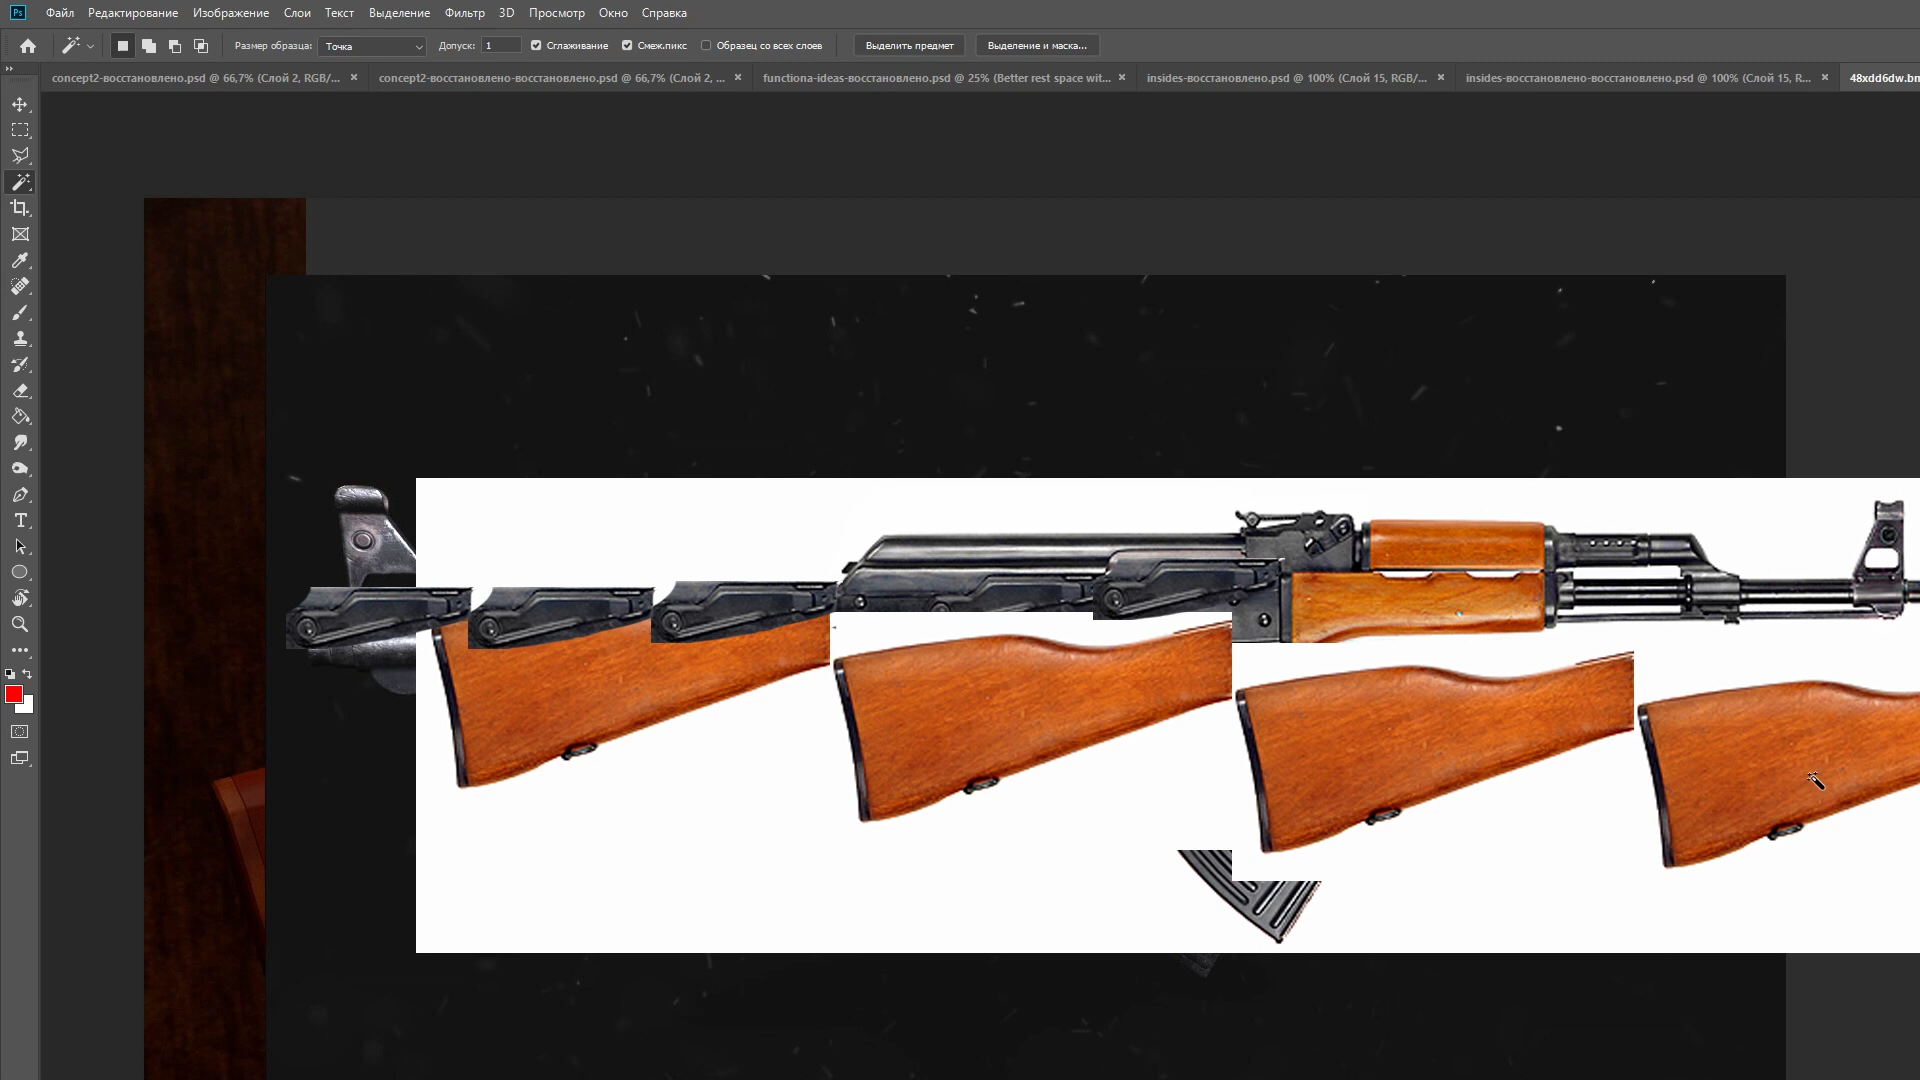 Ps Файл Редактирование Изображение Слои Текст Выделение Фильтр 3D Просмотр Окно Справка
Размер образца: Точка Допуск: 1 Сглаживание Смеж.пикс Образец со всех слоев Выделить предмет Выделение и маска...
concept2-восстановлено.psd @ 66,7% (Слой 2, RGB/... × concept2-восстановлено-восстановлено.psd @ 66,7% (Слой 2, ... × functiona-ideas-восстановлено.psd @ 25% (Better rest space wit... × insides-восстановлено.psd @ 100% (Слой 15, RGB/... × insides-восстановлено-восстановлено.psd @ 100% (Слой 15, R... × 48xdd6dw.bm